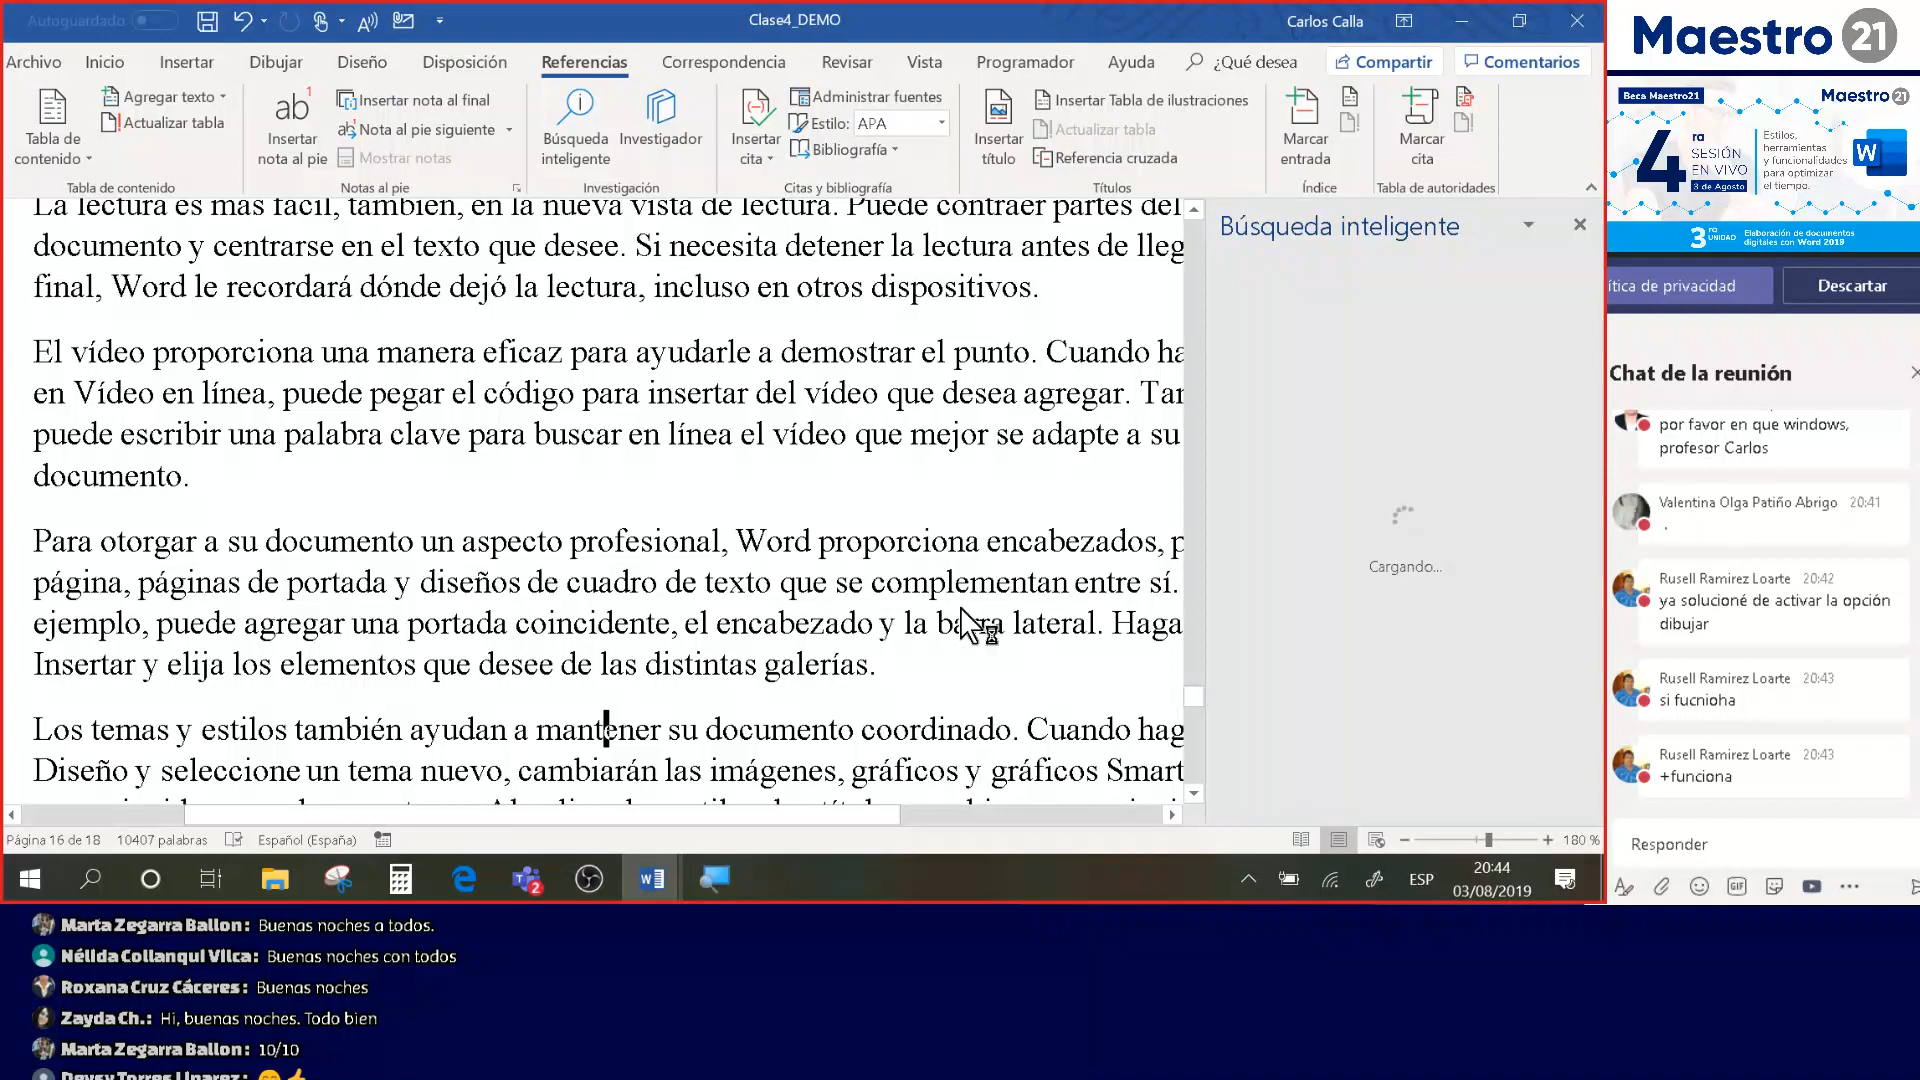 Autoguardado
Clase4_DEMO
Carlos Calla
Archivo Inicio Insertar Dibujar Diseño Disposición Referencias Correspondencia Revisar Vista Programador Ayuda ¿Qué desea Compartir Comentarios
Tabla de contenido
Agregar texto
Actualizar tabla
Tabla de contenido
ab1
Insertar nota al pie
Insertar nota al final
Nota al pie siguiente
Mostrar notas
Notas al pie
Búsqueda inteligente
Investigador
Investigación
Insertar cita
Administrar fuentes
Estilo: APA
Bibliografía
Citas y bibliografía
Insertar título
Insertar Tabla de ilustraciones
Actualizar tabla
Referencia cruzada
Títulos
Marcar entrada
Índice
Marcar cita
Tabla de autoridades
La lectura es más fácil, también, en la nueva vista de lectura. Puede contraer partes del
documento y centrarse en el texto que desee. Si necesita detener la lectura antes de lleg
final, Word le recordará dónde dejó la lectura, incluso en otros dispositivos.
El vídeo proporciona una manera eficaz para ayudarle a demostrar el punto. Cuando ha
en Vídeo en línea, puede pegar el código para insertar del vídeo que desea agregar. Tar
puede escribir una palabra clave para buscar en línea el vídeo que mejor se adapte a su
documento.
Para otorgar a su documento un aspecto profesional, Word proporciona encabezados, p
página, páginas de portada y diseños de cuadro de texto que se complementan entre sí.
ejemplo, puede agregar una portada coincidente, el encabezado y la barra lateral. Haga
Insertar y elija los elementos que desee de las distintas galerías.
Los temas y estilos también ayudan a mantener su documento coordinado. Cuando hag
Diseño y seleccione un tema nuevo, cambiarán las imágenes, gráficos y gráficos Smart
Búsqueda inteligente
Cargando...
Página 16 de 18 10407 palabras Español (España) 180 %
2
ESP
20:44
03/08/2019
Maestro 21
Beca Maestro21
Maestro 21
4 ra
SESIÓN
EN VIVO
3 de Agosto
Estilos,
herramientas
y funcionalidades
para optimizar
el tiempo.
W
3 ra UNIDAD
Elaboración de documentos
digitales con Word 2019
ítica de privacidad
Descartar
Chat de la reunión
por favor en que windows,
profesor Carlos
Valentina Olga Patiño Abrigo 20:41
.
Rusell Ramirez Loarte 20:42
ya solucioné de activar la opción
dibujar
Rusell Ramirez Loarte 20:43
si fucnioha
Rusell Ramirez Loarte 20:43
+funciona
Responder
GIF
Marta Zegarra Ballon: Buenas noches a todos.
Nélida Collanqui Vilca: Buenas noches con todos
Roxana Cruz Cáceres: Buenas noches
Zayda Ch.: Hi, buenas noches. Todo bien
Marta Zegarra Ballon: 10/10
Deysy Torres Linarez: